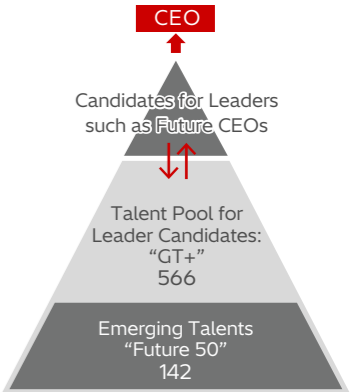 CEO
Candidates for Leaders
such as Future CEOs
Talent Pool for
Leader Candidates:
“GT+”
566
Emerging Talents
“Future 50”
142